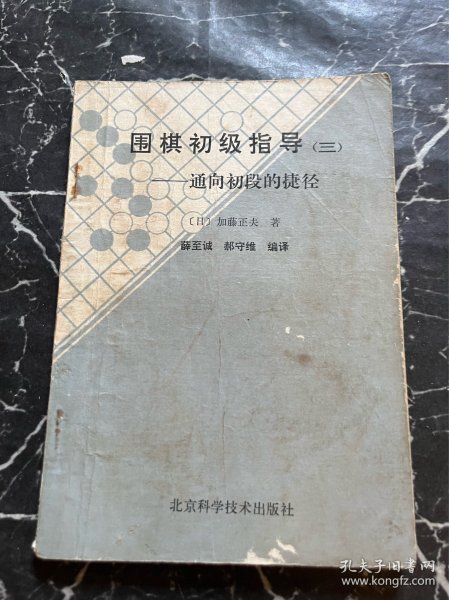 围棋初级指导（三）
——通向初段的捷径
〔日〕加藤正夫 著
薛至诚 郝守维 编译
北京科学技术出版社
孔夫子旧书网
www.kongfz.com